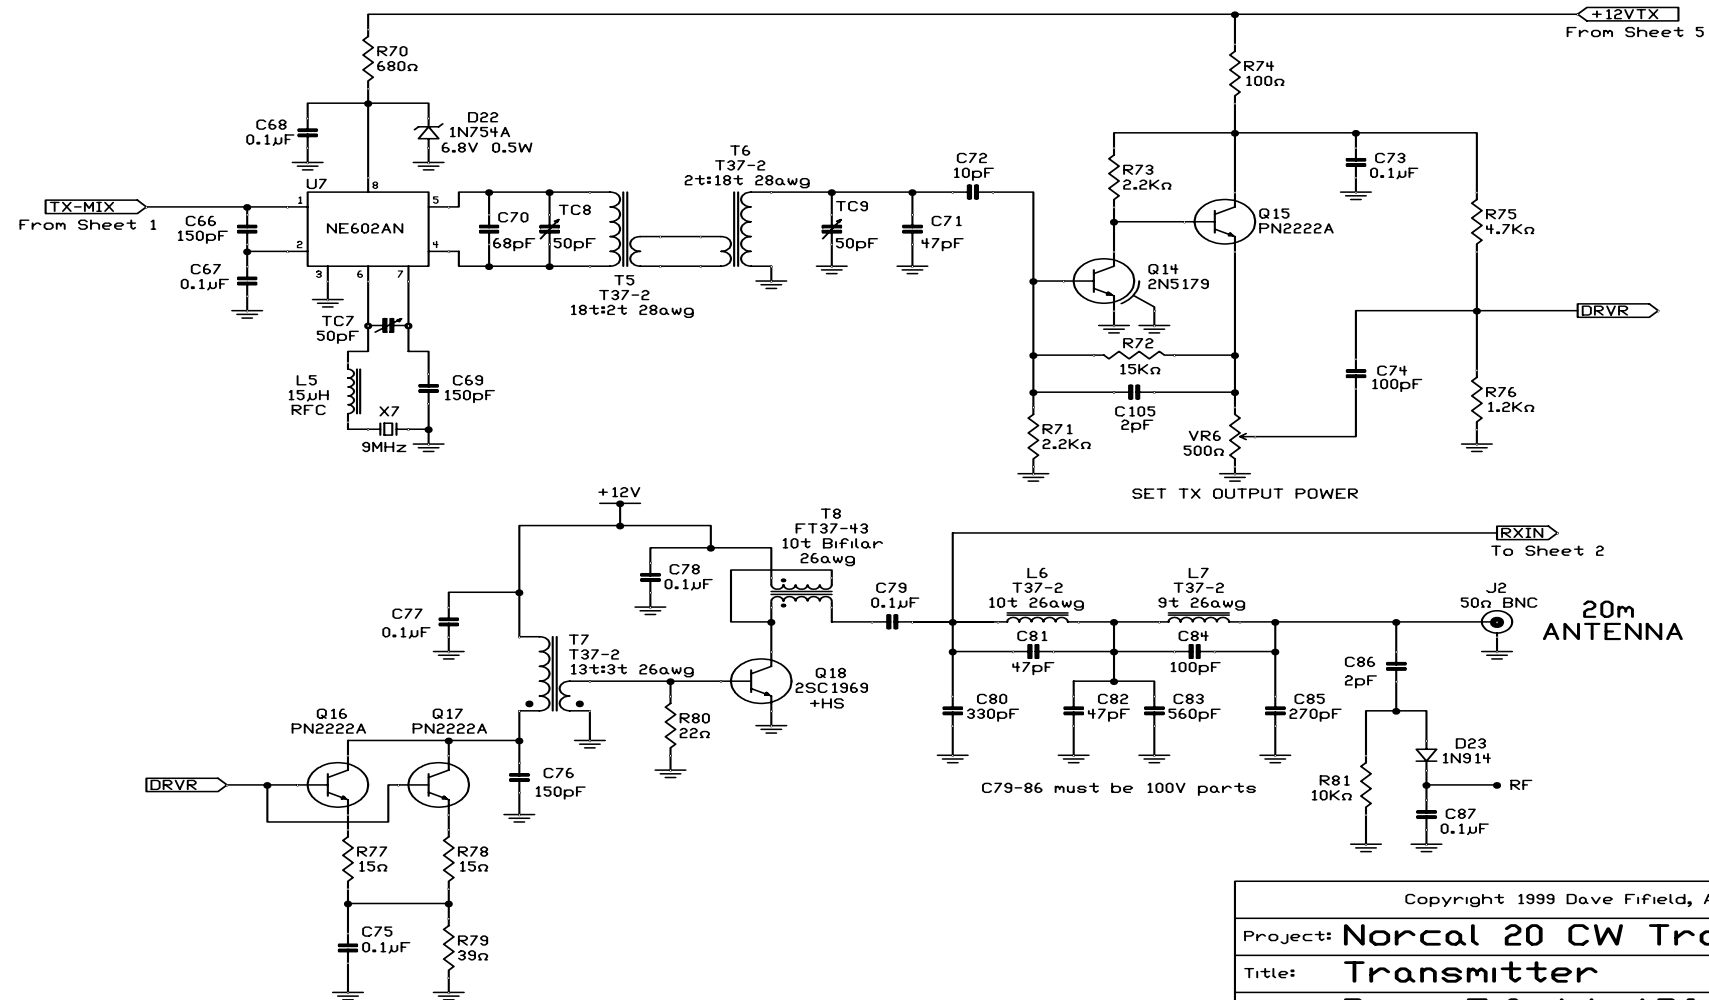 +12VTX
From Sheet 5
R70
680Ω
R74
100Ω
C68
0.1µF
D22
1N754A
6.8V 0.5W
T6
T37-2
2t:18t 28awg
C72
10pF
R73
2.2KΩ
C73
0.1µF
U7
8
TX-MIX
From Sheet 1
C66
150pF
1
2
NE602AN
5
4
3
6
7
C70
68pF
TC8
50pF
TC9
50pF
C71
47pF
Q15
PN2222A
R75
4.7KΩ
C67
0.1µF
T5
T37-2
18t:2t 28awg
Q14
2N5179
TC7
50pF
DRVR
R72
15KΩ
L5
15µH
RFC
C69
150pF
X7
9MHz
C74
100pF
R76
1.2KΩ
C105
2pF
R71
2.2KΩ
VR6
500Ω
SET TX OUTPUT POWER
+12V
T8
FT37-43
10t Bifilar
26awg
RXIN
To Sheet 2
C78
0.1µF
C79
0.1µF
L6
T37-2
10t 26awg
L7
T37-2
9t 26awg
J2
50Ω BNC
20m
ANTENNA
C77
0.1µF
T7
T37-2
13t:3t 26awg
C81
47pF
C84
100pF
Q18
2SC1969
+HS
C86
2pF
C80
330pF
C82
47pF
C83
560pF
C85
270pF
Q16
PN2222A
Q17
PN2222A
R80
22Ω
D23
1N914
DRVR
C76
150pF
C79-86 must be 100V parts
R81
10KΩ
RF
C87
0.1µF
R77
15Ω
R78
15Ω
C75
0.1µF
R79
39Ω
Copyright 1999 Dave Fifield, A
Project: Norcal 20 CW Tra
Title: Transmitter